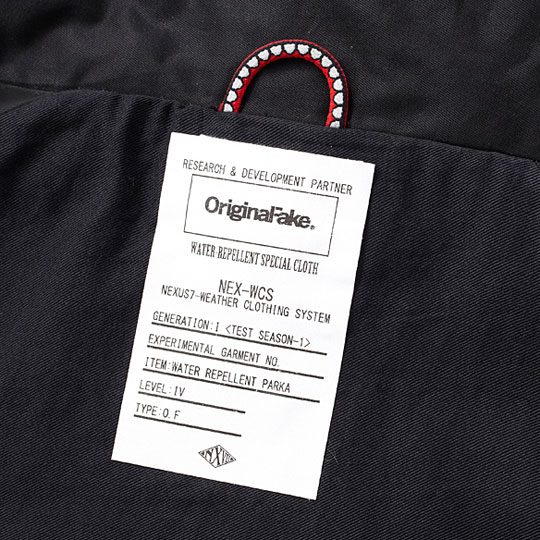 RESEARCH & DEVELOPMENT PARTNER
OriginalFake®
WATER-REPELLENT SPECIAL CLOTH
NEX-WCS
NEXUS7-WEATHER CLOTHING SYSTEM
GENERATION:I <TEST SEASON-1>
EXPERIMENTAL GARMENT NO
ITEM:WATER REPELLENT PARKA
LEVEL:IV
TYPE:O.F